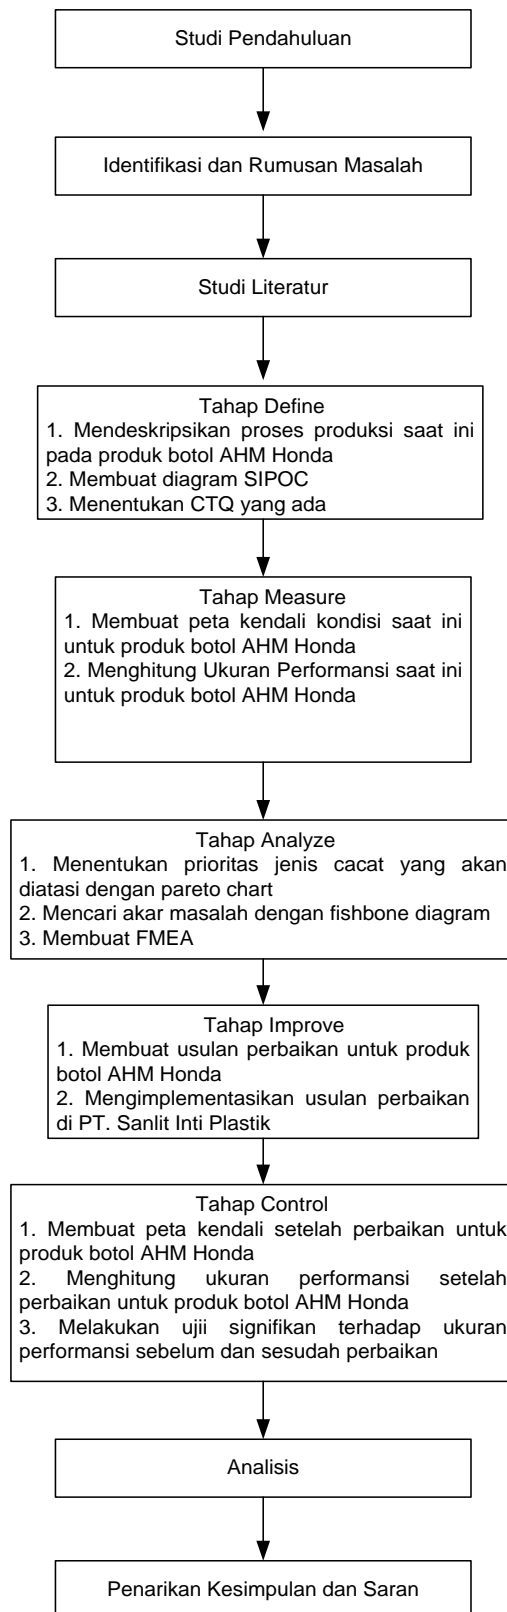 Studi Pendahuluan
Identifikasi dan Rumusan Masalah
Studi Literatur
Tahap Define
1. Mendeskripsikan proses produksi saat ini
pada produk botol AHM Honda
2. Membuat diagram SIPOC
3. Menentukan CTQ yang ada
Tahap Measure
1. Membuat peta kendali kondisi saat ini
untuk produk botol AHM Honda
2. Menghitung Ukuran Performansi saat ini
untuk produk botol AHM Honda
Tahap Analyze
1. Menentukan prioritas jenis cacat yang akan
diatasi dengan pareto chart
2. Mencari akar masalah dengan fishbone diagram
3. Membuat FMEA
Tahap Improve
1. Membuat usulan perbaikan untuk produk
botol AHM Honda
2. Mengimplementasikan usulan perbaikan
di PT. Sanlit Inti Plastik
Tahap Control
1. Membuat peta kendali setelah perbaikan untuk
produk botol AHM Honda
2. Menghitung ukuran performansi setelah
perbaikan untuk produk botol AHM Honda
3. Melakukan ujii signifikan terhadap ukuran
performansi sebelum dan sesudah perbaikan
Analisis
Penarikan Kesimpulan dan Saran